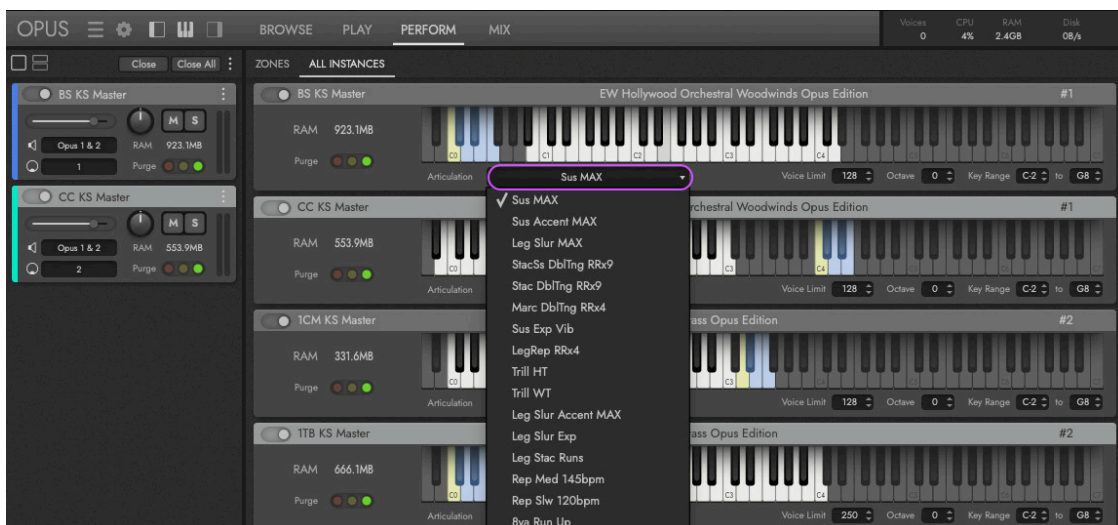 OPUS BROWSE PLAY PERFORM MIX Voices CPU RAM Disk
0 4% 2.4GB 0B/s
Close Close All ZONES ALL INSTANCES
BS KS Master
M S
Opus 1 & 2 RAM 923.1MB
1 Purge
CC KS Master
M S
Opus 1 & 2 RAM 553.9MB
2 Purge
BS KS Master EW Hollywood Orchestral Woodwinds Opus Edition #1
RAM 923.1MB
Purge
C0 C1 C2 C3 C4
Articulation Sus MAX Voice Limit 128 Octave 0 Key Range C-2 to G8
CC KS Master rchestral Woodwinds Opus Edition #1
RAM 553.9MB
Purge
C0 C3 C4
Articulation Voice Limit 128 Octave 0 Key Range C-2 to G8
1CM KS Master ass Opus Edition #2
RAM 331.6MB
Purge
C0 C3
Articulation Voice Limit 128 Octave 0 Key Range C-2 to G8
1TB KS Master ass Opus Edition #2
RAM 666.1MB
Purge
C0 C3 C4
Articulation Voice Limit 250 Octave 0 Key Range C-2 to G8
Sus MAX
Sus Accent MAX
Leg Slur MAX
StacSs DblTng RRx9
Stac DblTng RRx9
Marc DblTng RRx4
Sus Exp Vib
LegRep RRx4
Trill HT
Trill WT
Leg Slur Accent MAX
Leg Slur Exp
Leg Stac Runs
Rep Med 145bpm
Rep Slw 120bpm
8va Run Up